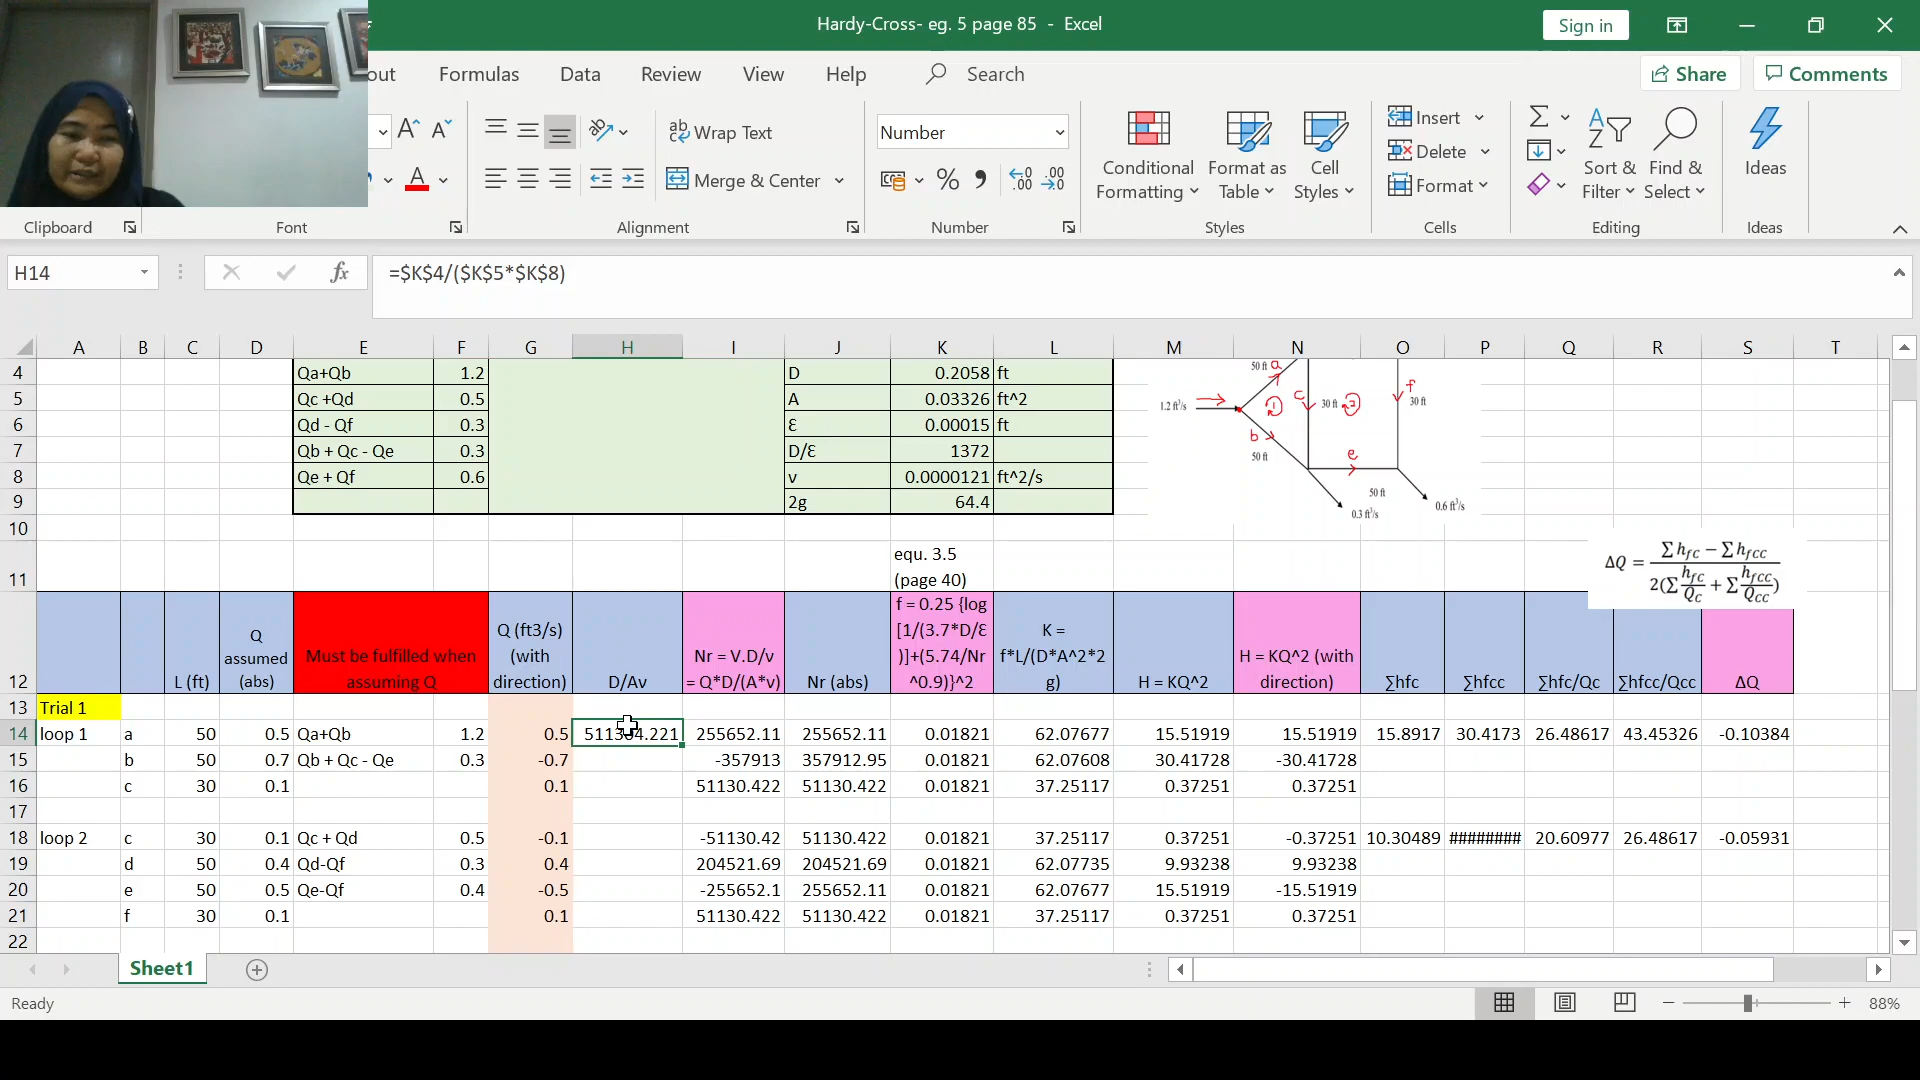 Hardy-Cross- eg. 5 page 85 - Excel
Sign in
out Formulas Data Review View Help Search Share Comments
Wrap Text
Merge & Center
Number
Conditional Formatting
Format as Table
Cell Styles
Insert
Delete
Format
Sort & Filter
Find & Select
Ideas
Clipboard Font Alignment Number Styles Cells Editing Ideas
H14 fx =$K$4/($K$5*$K$8)
A B C D E F G H I J K L M N O P Q R S T
4 Qa+Qb 1.2 D 0.2058 ft
5 Qc +Qd 0.5 A 0.03326 ft^2
6 Qd - Qf 0.3 Ɛ 0.00015 ft
7 Qb + Qc - Qe 0.3 D/Ɛ 1372
8 Qe + Qf 0.6 v 0.0000121 ft^2/s
9 2g 64.4
50 ft a
1.2 ft³/s
c 30 ft
1
2
f
30 ft
b
50 ft
e
50 ft
0.3 ft³/s
0.6 ft³/s
10
11 equ. 3.5 (page 40)
ΔQ = ∑h_fC − ∑h_fCC / 2(∑ h_fC/Q_C + ∑ h_fCC/Q_CC)
12 L (ft) Q assumed (abs) Must be fulfilled when assuming Q Q (ft3/s) (with direction) D/Av Nr = V.D/v = Q*D/(A*v) Nr (abs) f = 0.25 {log [1/(3.7*D/Ɛ )]+(5.74/Nr ^0.9)}^2 K = f*L/(D*A^2*2 g) H = KQ^2 H = KQ^2 (with direction) ∑hfc ∑hfcc ∑hfc/Qc ∑hfcc/Qcc ΔQ
13 Trial 1
14 loop 1 a 50 0.5 Qa+Qb 1.2 0.5 255652.11 255652.11 0.01821 62.07677 15.51919 15.51919 15.8917 30.4173 26.48617 43.45326 -0.10384
15 b 50 0.7 Qb + Qc - Qe 0.3 -0.7 -357913 357912.95 0.01821 62.07608 30.41728 -30.41728
16 c 30 0.1 0.1 51130.422 51130.422 0.01821 37.25117 0.37251 0.37251
17
18 loop 2 c 30 0.1 Qc + Qd 0.5 -0.1 -51130.42 51130.422 0.01821 37.25117 0.37251 -0.37251 10.30489 ######## 20.60977 26.48617 -0.05931
19 d 50 0.4 Qd-Qf 0.3 0.4 204521.69 204521.69 0.01821 62.07735 9.93238 9.93238
20 e 50 0.5 Qe-Qf 0.4 -0.5 -255652.1 255652.11 0.01821 62.07677 15.51919 -15.51919
21 f 30 0.1 0.1 51130.422 51130.422 0.01821 37.25117 0.37251 0.37251
22
Sheet1
Ready
88%